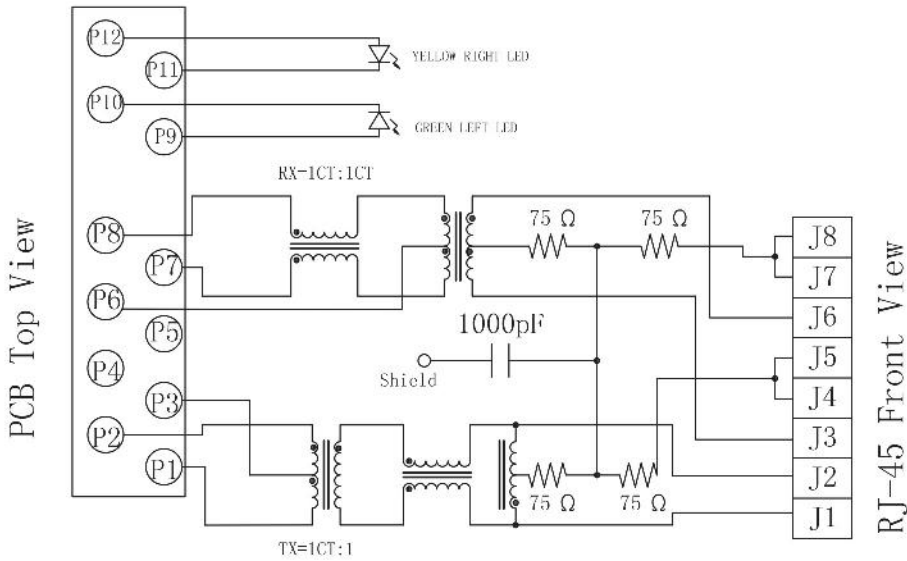 P12
P11
YELLOW RIGHT LED
P10
P9
GREEN LEFT LED
RX-1CT:1CT
P8
P7
P6
P5
P4
P3
P2
P1
TX=1CT:1
75 Ω
75 Ω
1000pF
Shield
75 Ω
75 Ω
J8
J7
J6
J5
J4
J3
J2
J1
PCB Top View
RJ-45 Front View